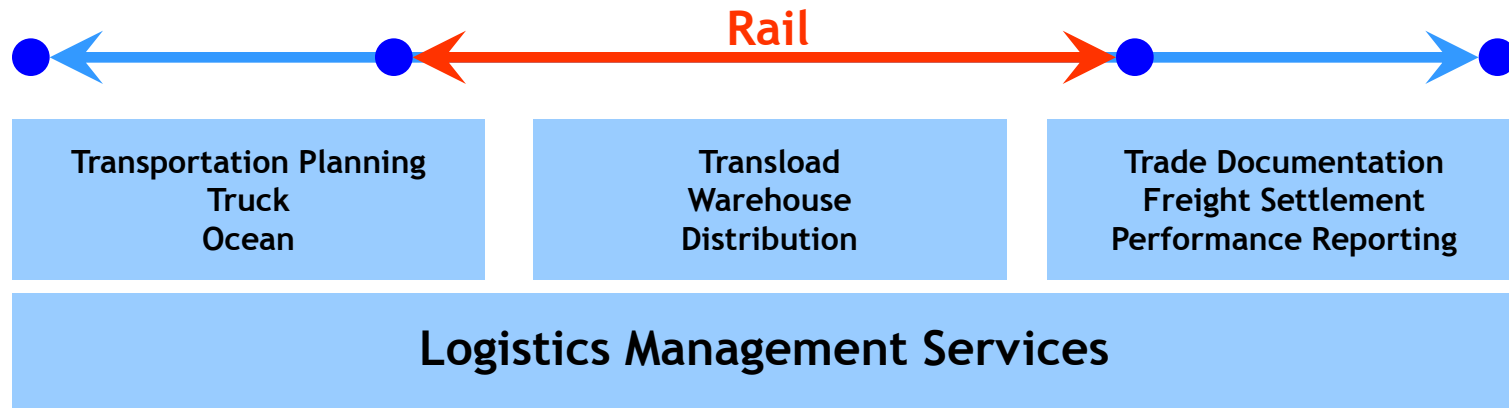 Rail
Transportation Planning
Truck
Ocean
Transload
Warehouse
Distribution
Trade Documentation
Freight Settlement
Performance Reporting
Logistics Management Services